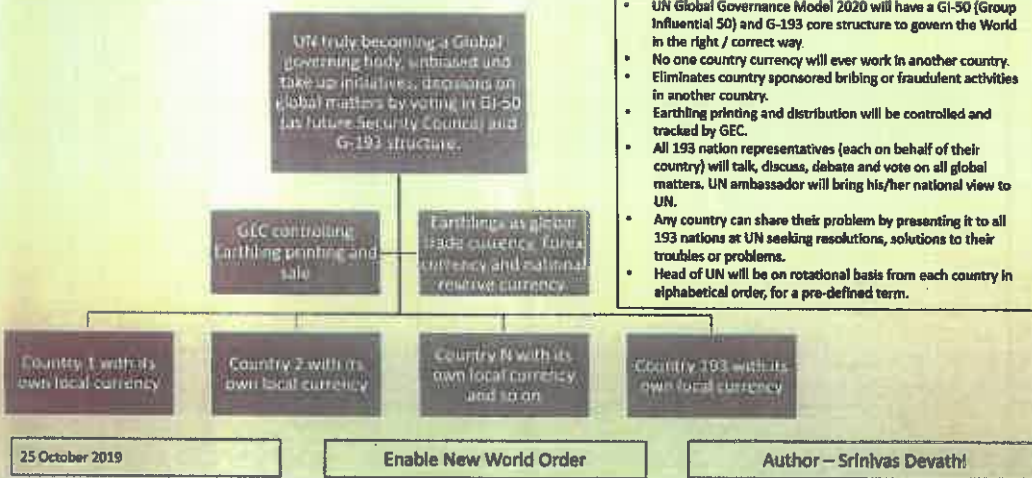 UN truly becoming a Global
governing body, unbiased and
take up initiatives, decisions on
global matters by voting in GI-50
(as future Security Council and
G-193 structure.
GEC controlling
Earthling printing and
sale
Earthlings as global
trade currency, Forex
currency and national
reserve currency
Country 1 with its
own local currency
Country 2 with its
own local currency
Country N with its
own local currency
and so on
Country 193 with its
own local currency
• UN Global Governance Model 2020 will have a GI-50 (Group
Influential 50) and G-193 core structure to govern the World
in the right / correct way.
• No one country currency will ever work in another country.
• Eliminates country sponsored bribing or fraudulent activities
in another country.
• Earthling printing and distribution will be controlled and
tracked by GEC.
• All 193 nation representatives (each on behalf of their
country) will talk, discuss, debate and vote on all global
matters. UN ambassador will bring his/her national view to
UN.
• Any country can share their problem by presenting it to all
193 nations at UN seeking resolutions, solutions to their
troubles or problems.
• Head of UN will be on rotational basis from each country in
alphabetical order, for a pre-defined term.
25 October 2019
Enable New World Order
Author – Srinivas Devathi